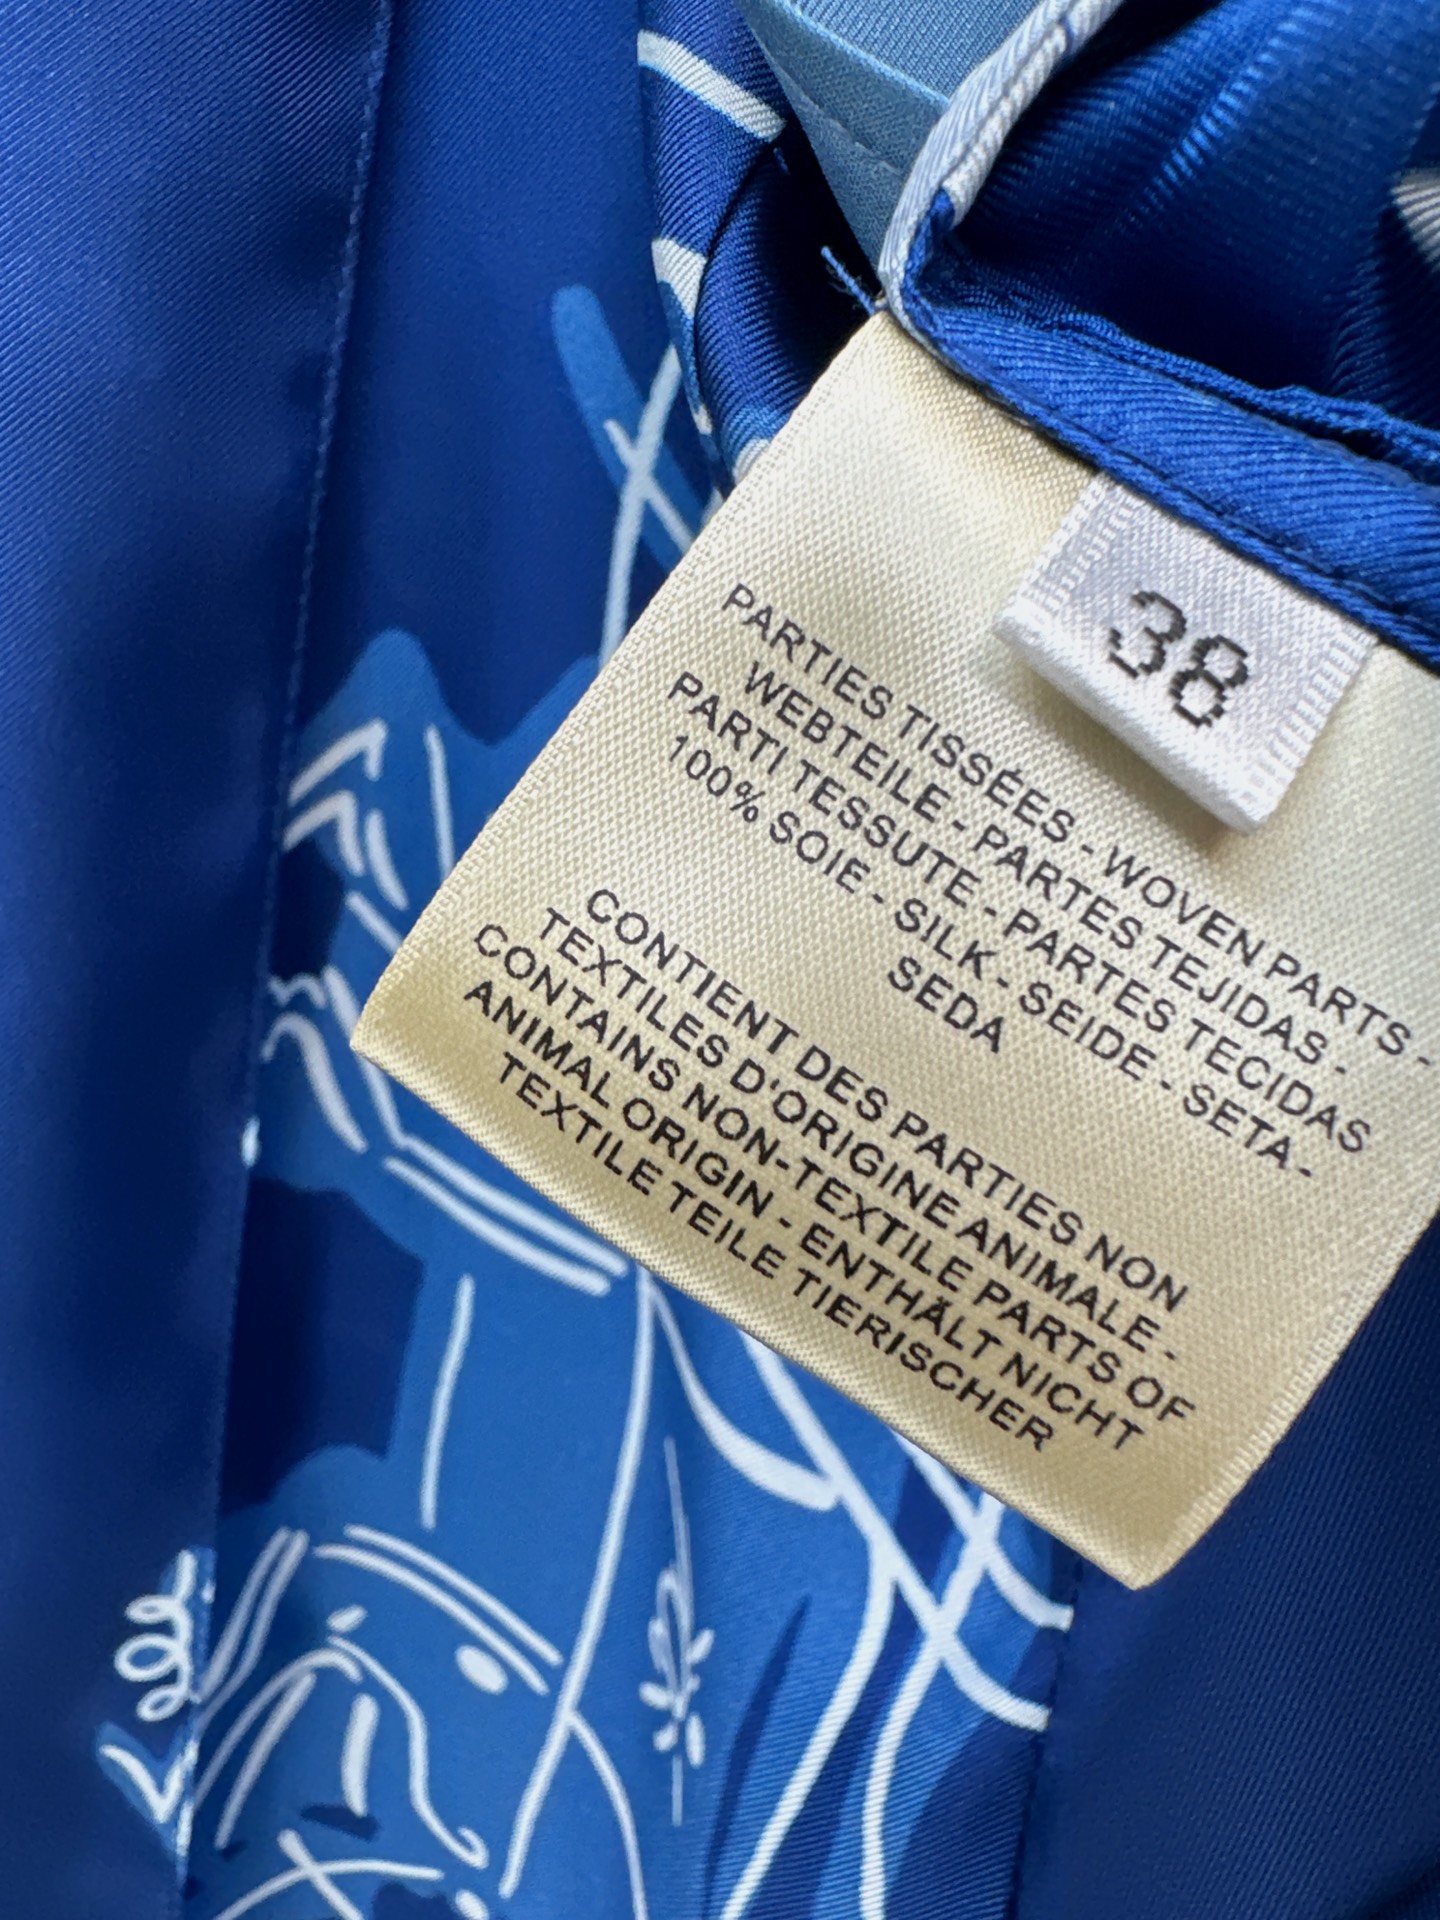 38
PARTIES TISSÉES - WOVEN PARTS -
WEBTEILE - PARTES TEJIDAS -
PARTI TESSUTE - PARTES TECIDAS
100% SOIE - SILK - SEIDE - SETA -
SEDA
CONTIENT DES PARTIES NON
TEXTILES D'ORIGINE ANIMALE -
CONTAINS NON-TEXTILE PARTS OF
ANIMAL ORIGIN - ENTHÄLT NICHT
TEXTILE TEILE TIERISCHER